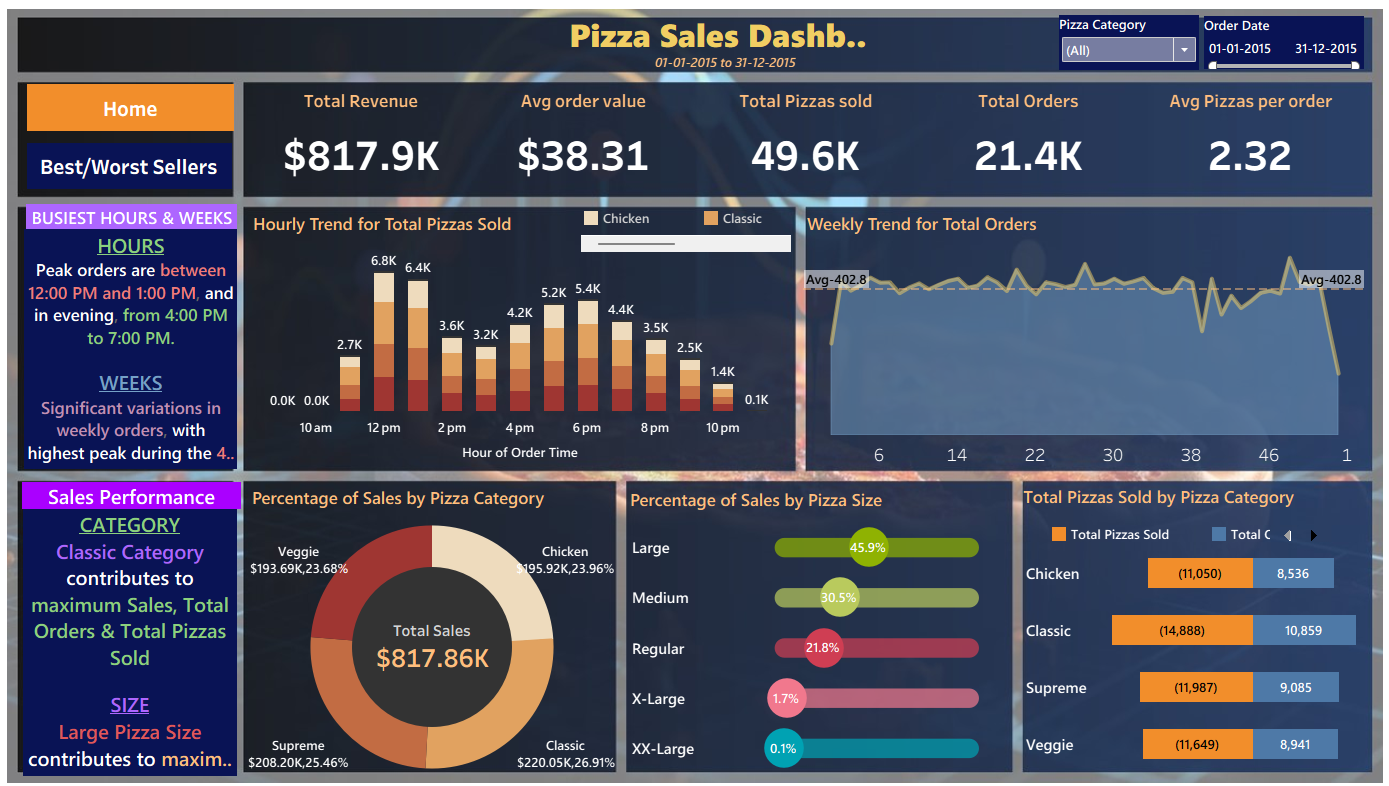 Pizza Sales Dashb..
01-01-2015 to 31-12-2015
Pizza Category
(All)
Order Date
01-01-2015 31-12-2015
Home
Best/Worst Sellers
Total Revenue
$817.9K
Avg order value
$38.31
Total Pizzas sold
49.6K
Total Orders
21.4K
Avg Pizzas per order
2.32
BUSIEST HOURS & WEEKS
HOURS
Peak orders are between
12:00 PM and 1:00 PM, and
in evening, from 4:00 PM
to 7:00 PM.
WEEKS
Significant variations in
weekly orders, with
highest peak during the 4..
Hourly Trend for Total Pizzas Sold
Chicken Classic
0.0K 0.0K 2.7K 6.8K 6.4K 3.6K 3.2K 4.2K 5.2K 5.4K 4.4K 3.5K 2.5K 1.4K 0.1K
10 am 12 pm 2 pm 4 pm 6 pm 8 pm 10 pm
Hour of Order Time
Weekly Trend for Total Orders
Avg-402.8 Avg-402.8
6 14 22 30 38 46 1
Sales Performance
CATEGORY
Classic Category
contributes to
maximum Sales, Total
Orders & Total Pizzas
Sold
SIZE
Large Pizza Size
contributes to maxim..
Percentage of Sales by Pizza Category
Veggie
$193.69K,23.68%
Chicken
$195.92K,23.96%
Total Sales
$817.86K
Supreme
$208.20K,25.46%
Classic
$220.05K,26.91%
Percentage of Sales by Pizza Size
Large 45.9%
Medium 30.5%
Regular 21.8%
X-Large 1.7%
XX-Large 0.1%
Total Pizzas Sold by Pizza Category
Total Pizzas Sold Total C
Chicken (11,050) 8,536
Classic (14,888) 10,859
Supreme (11,987) 9,085
Veggie (11,649) 8,941